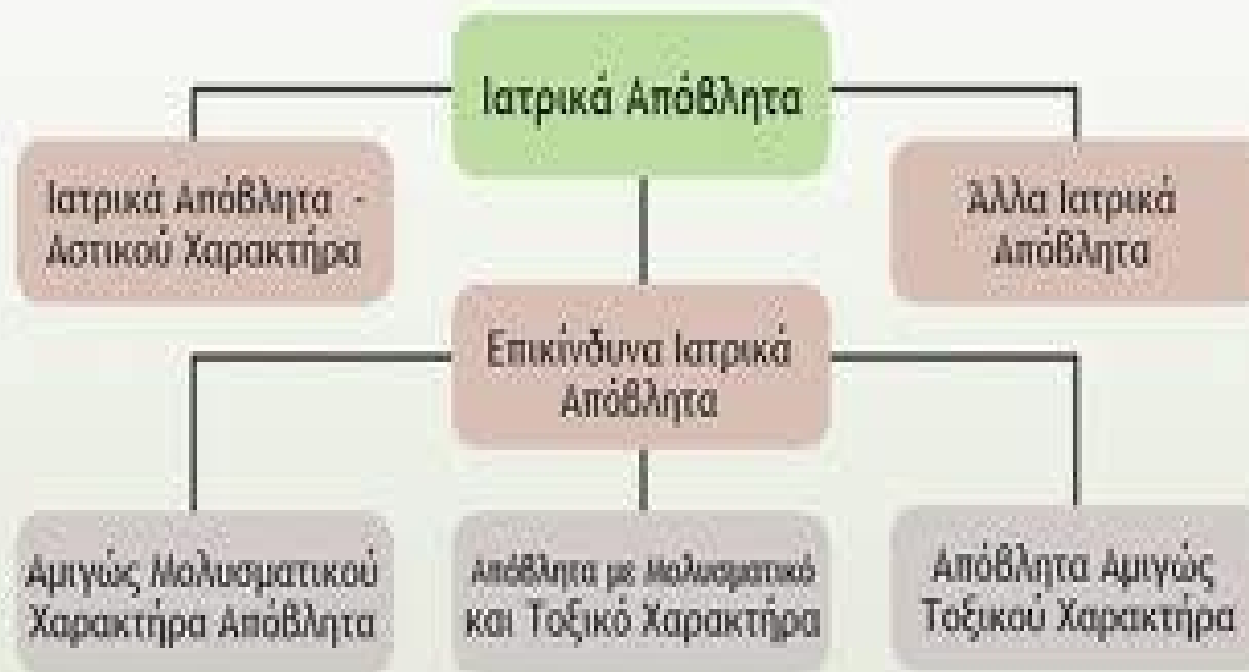 Ιατρικά Απόβλητα
Ιατρικά Απόβλητα -
Αστικού Χαρακτήρα
Άλλα Ιατρικά
Απόβλητα
Επικίνδυνα Ιατρικά
Απόβλητα
Αμιγώς Μολυσματικού
Χαρακτήρα Απόβλητα
Απόβλητα με Μολυσματικό
και Τοξικό Χαρακτήρα
Απόβλητα Αμιγώς
Τοξικού Χαρακτήρα